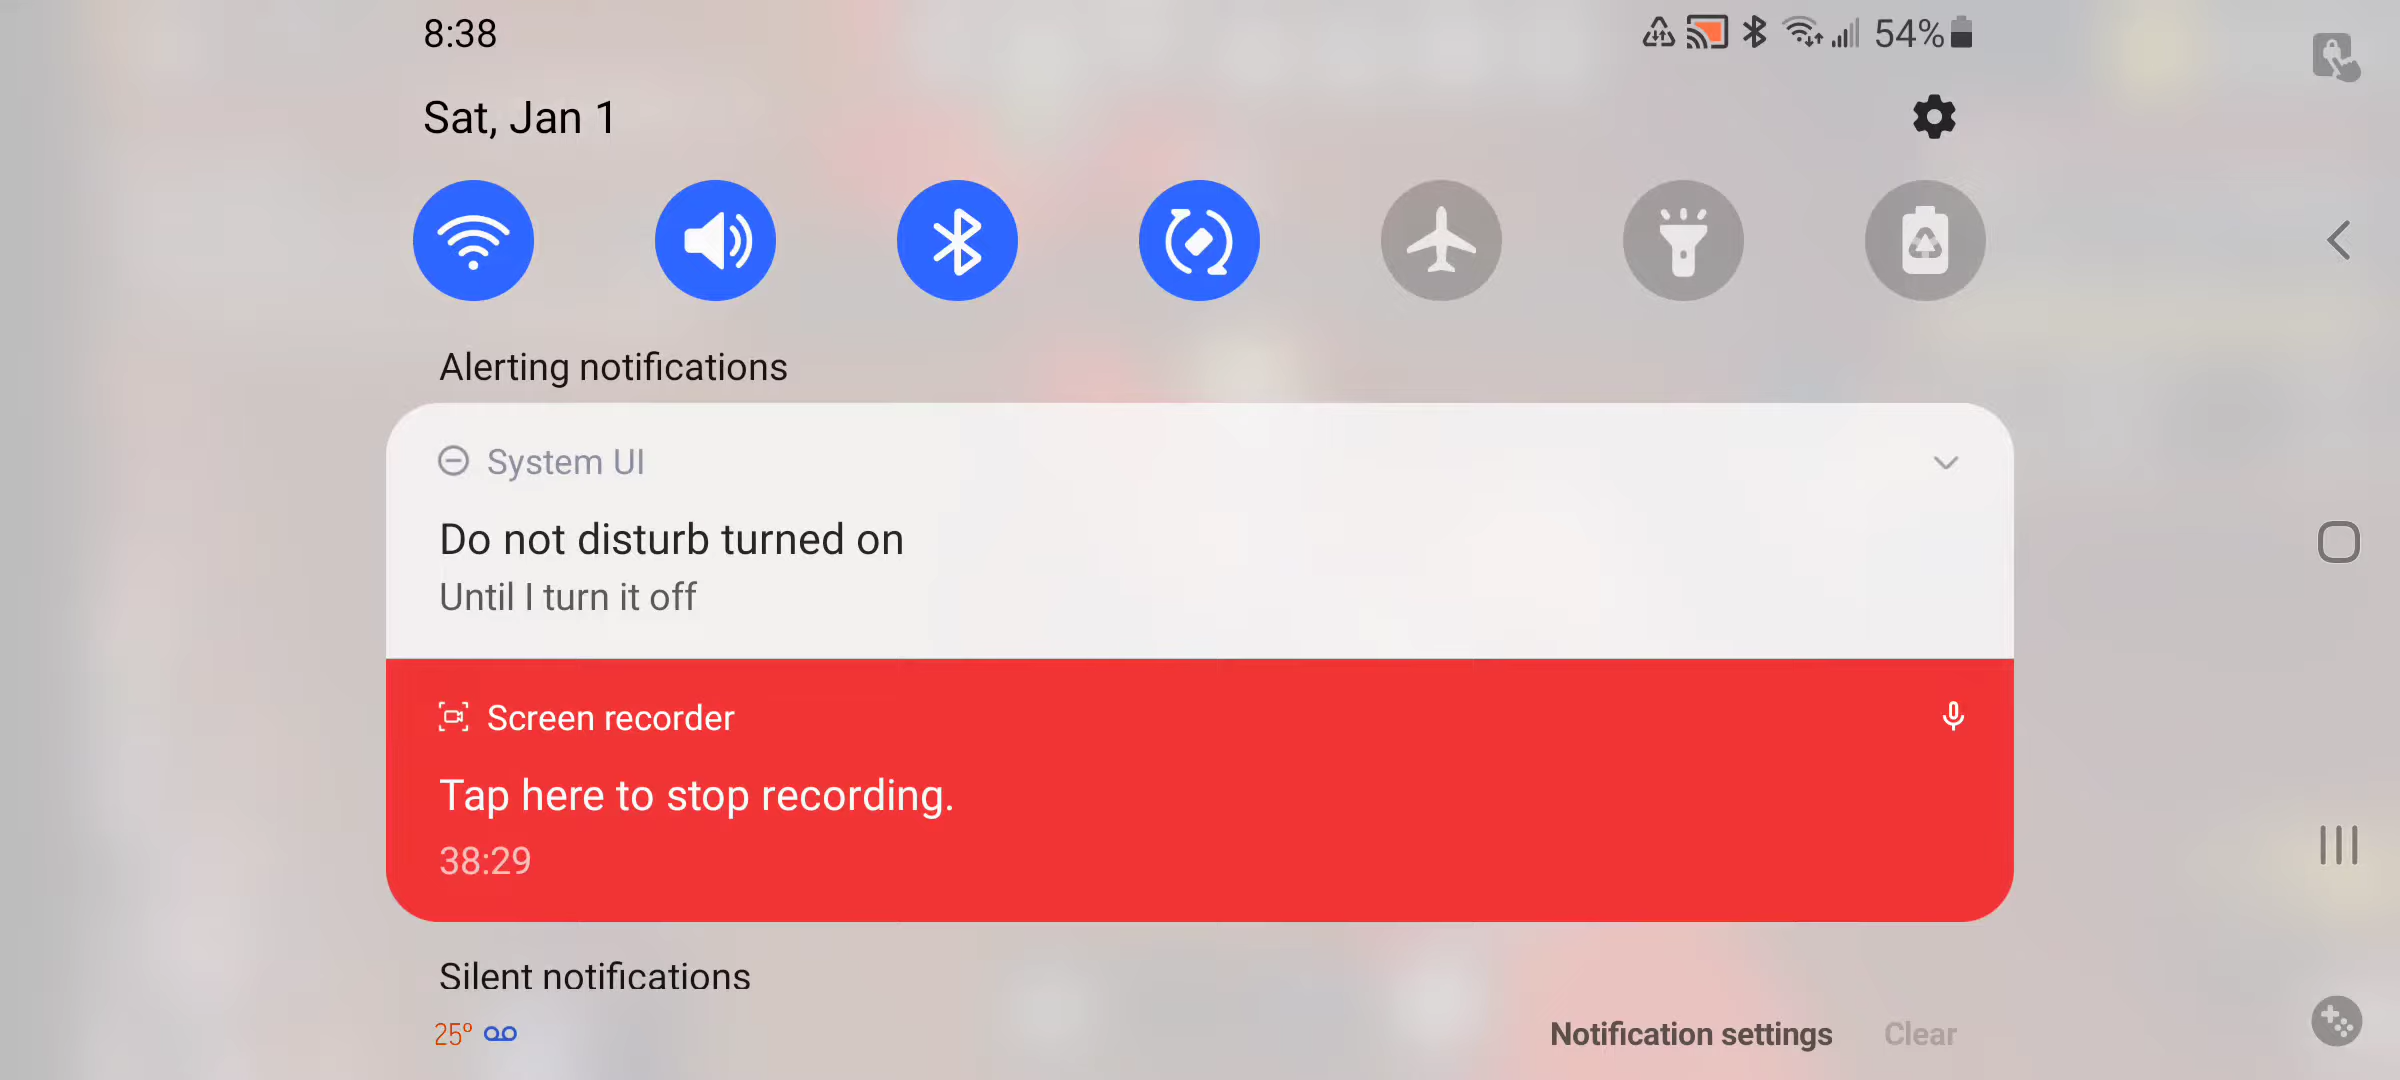 8:38
54%
Sat, Jan 1
Alerting notifications
System UI
Do not disturb turned on
Until I turn it off
Screen recorder
Tap here to stop recording.
38:29
Silent notifications
25°
Notification settings
Clear